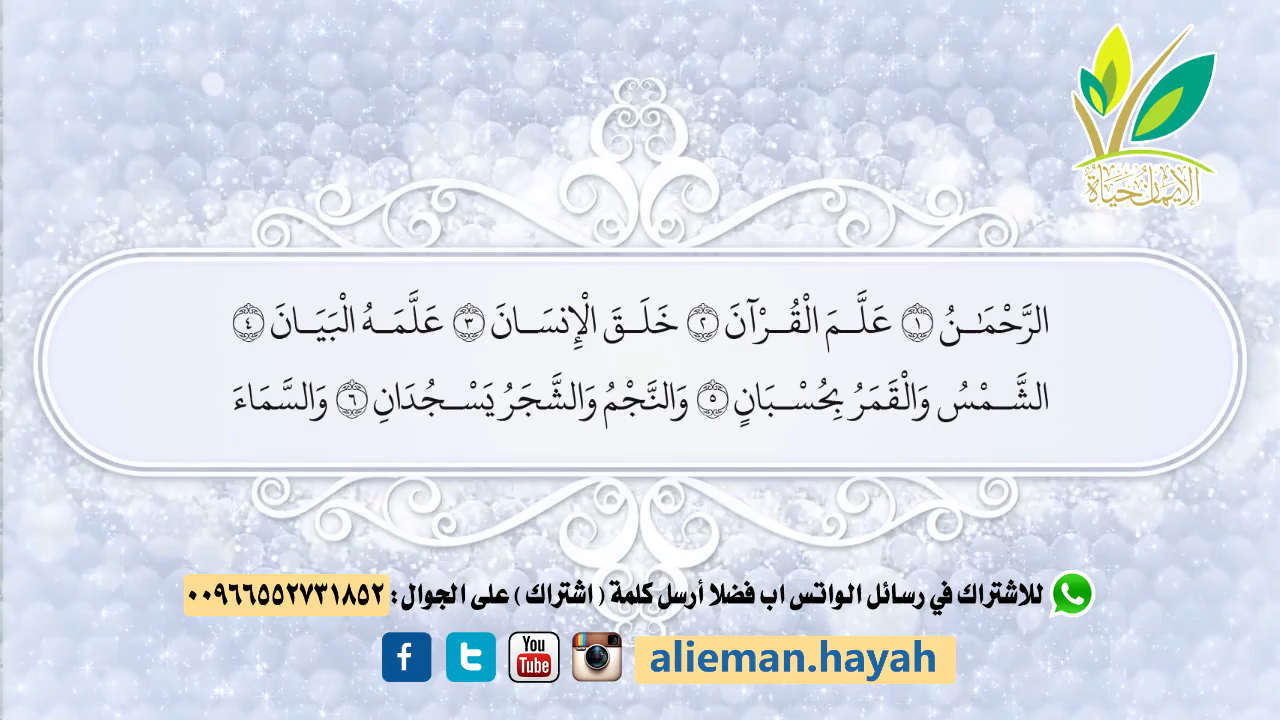 الإيمان حياة
الرَّحْمَـٰنُ ١ عَلَّمَ الْقُرْآنَ ٢ خَلَقَ الْإِنسَانَ ٣ عَلَّمَهُ الْبَيَانَ ٤
الشَّمْسُ وَالْقَمَرُ بِحُسْبَانٍ ٥ وَالنَّجْمُ وَالشَّجَرُ يَسْجُدَانِ ٦ وَالسَّمَاءَ
للاشتراك في رسائل الواتس اب فضلا أرسل كلمة ( اشتراك ) على الجوال : ٠٠٩٦٦٥٥٢٧٣١٨٥٢
f t You Tube alieman.hayah